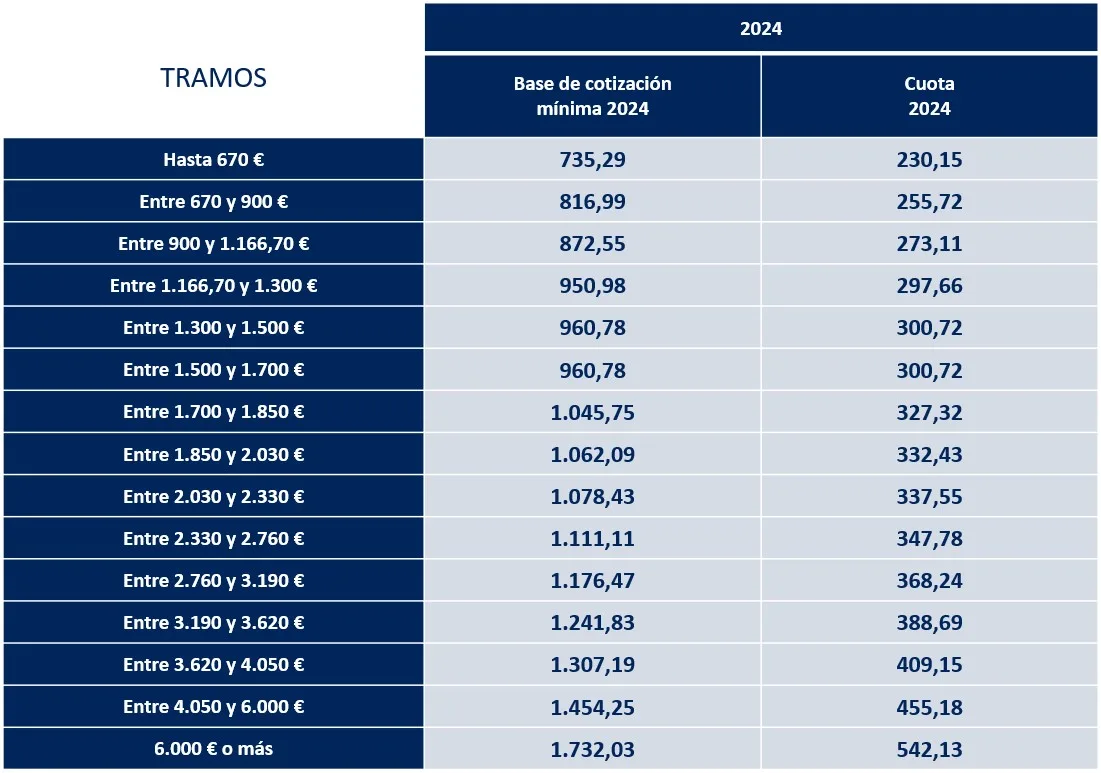 2024
TRAMOS
Base de cotización
mínima 2024
Cuota
2024
Hasta 670 € 735,29 230,15
Entre 670 y 900 € 816,99 255,72
Entre 900 y 1.166,70 € 872,55 273,11
Entre 1.166,70 y 1.300 € 950,98 297,66
Entre 1.300 y 1.500 € 960,78 300,72
Entre 1.500 y 1.700 € 960,78 300,72
Entre 1.700 y 1.850 € 1.045,75 327,32
Entre 1.850 y 2.030 € 1.062,09 332,43
Entre 2.030 y 2.330 € 1.078,43 337,55
Entre 2.330 y 2.760 € 1.111,11 347,78
Entre 2.760 y 3.190 € 1.176,47 368,24
Entre 3.190 y 3.620 € 1.241,83 388,69
Entre 3.620 y 4.050 € 1.307,19 409,15
Entre 4.050 y 6.000 € 1.454,25 455,18
6.000 € o más 1.732,03 542,13